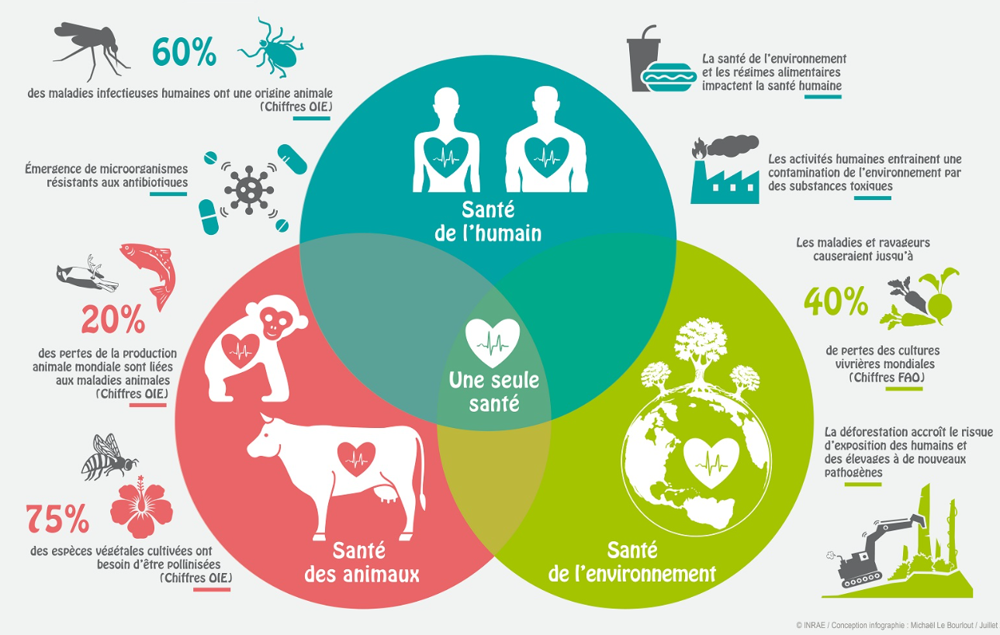 60%
des maladies infectieuses humaines ont une origine animale
(Chiffres OIE)
Émergence de microorganismes
résistants aux antibiotiques
20%
des pertes de la production
animale mondiale sont liées
aux maladies animales
(Chiffres OIE)
75%
des espèces végétales cultivées ont
besoin d'être pollinisées
(Chiffres OIE)
Santé
de l'humain
Une seule
santé
Santé
des animaux
Santé
de l'environnement
La santé de l'environnement
et les régimes alimentaires
impactent la santé humaine
Les activités humaines entrainent une
contamination de l'environnement par
des substances toxiques
Les maladies et ravageurs
causeraient jusqu'à
40%
de pertes des cultures
vivrières mondiales
(Chiffres FAO)
La déforestation accroît le risque
d'exposition des humains et
des élevages à de nouveaux
pathogènes
© INRAE / Conception infographie : Michaël Le Bourlout / Juillet